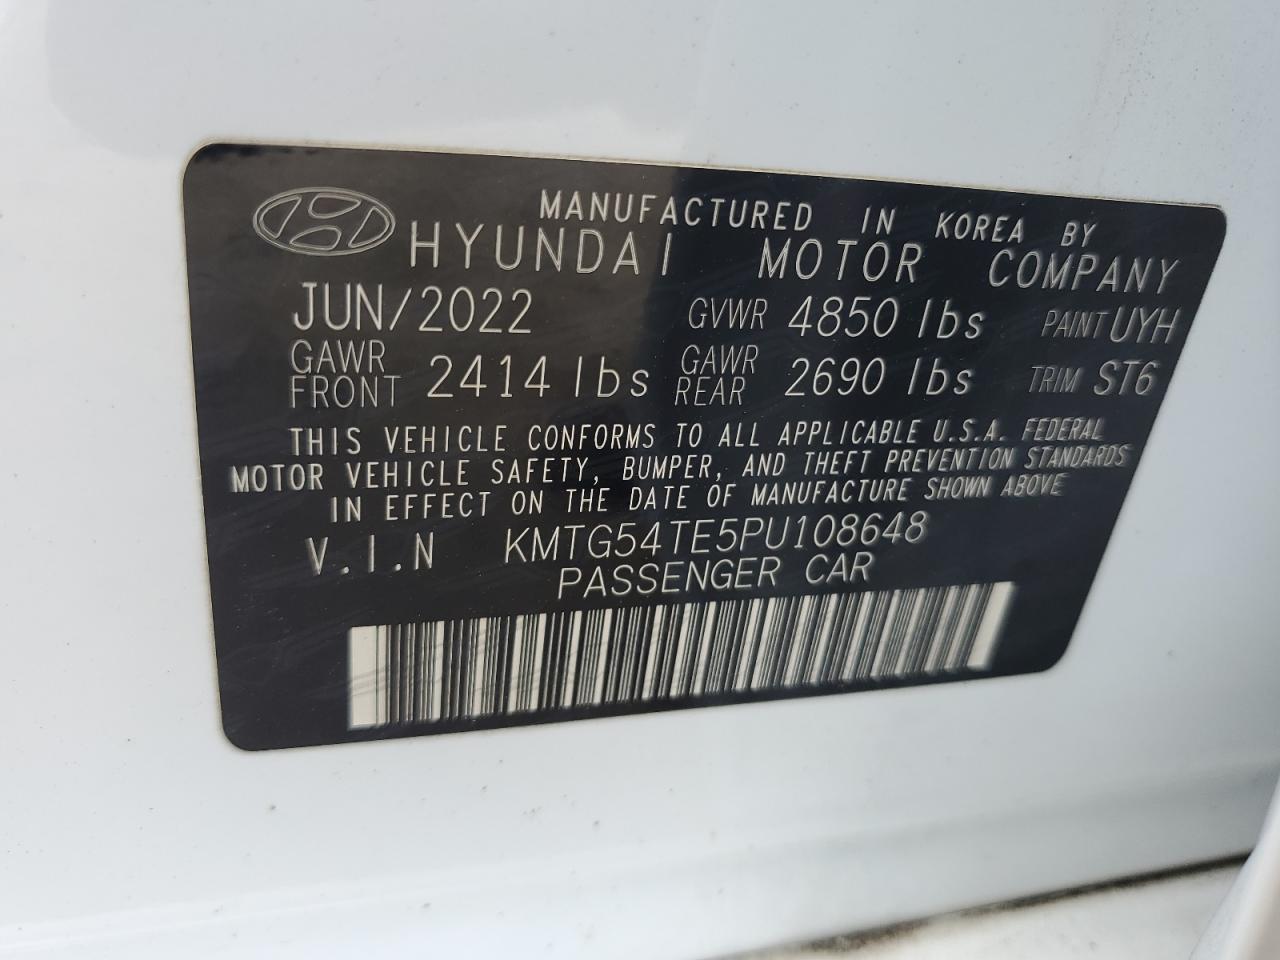 MANUFACTURED IN KOREA BY
HYUNDAI MOTOR COMPANY
JUN/2022 GVWR 4850 lbs PAINT UYH
GAWR FRONT 2414 lbs GAWR REAR 2690 lbs TRIM ST6
THIS VEHICLE CONFORMS TO ALL APPLICABLE U.S.A. FEDERAL
MOTOR VEHICLE SAFETY, BUMPER, AND THEFT PREVENTION STANDARDS
IN EFFECT ON THE DATE OF MANUFACTURE SHOWN ABOVE
V.I.N KMTG54TE5PU108648
PASSENGER CAR